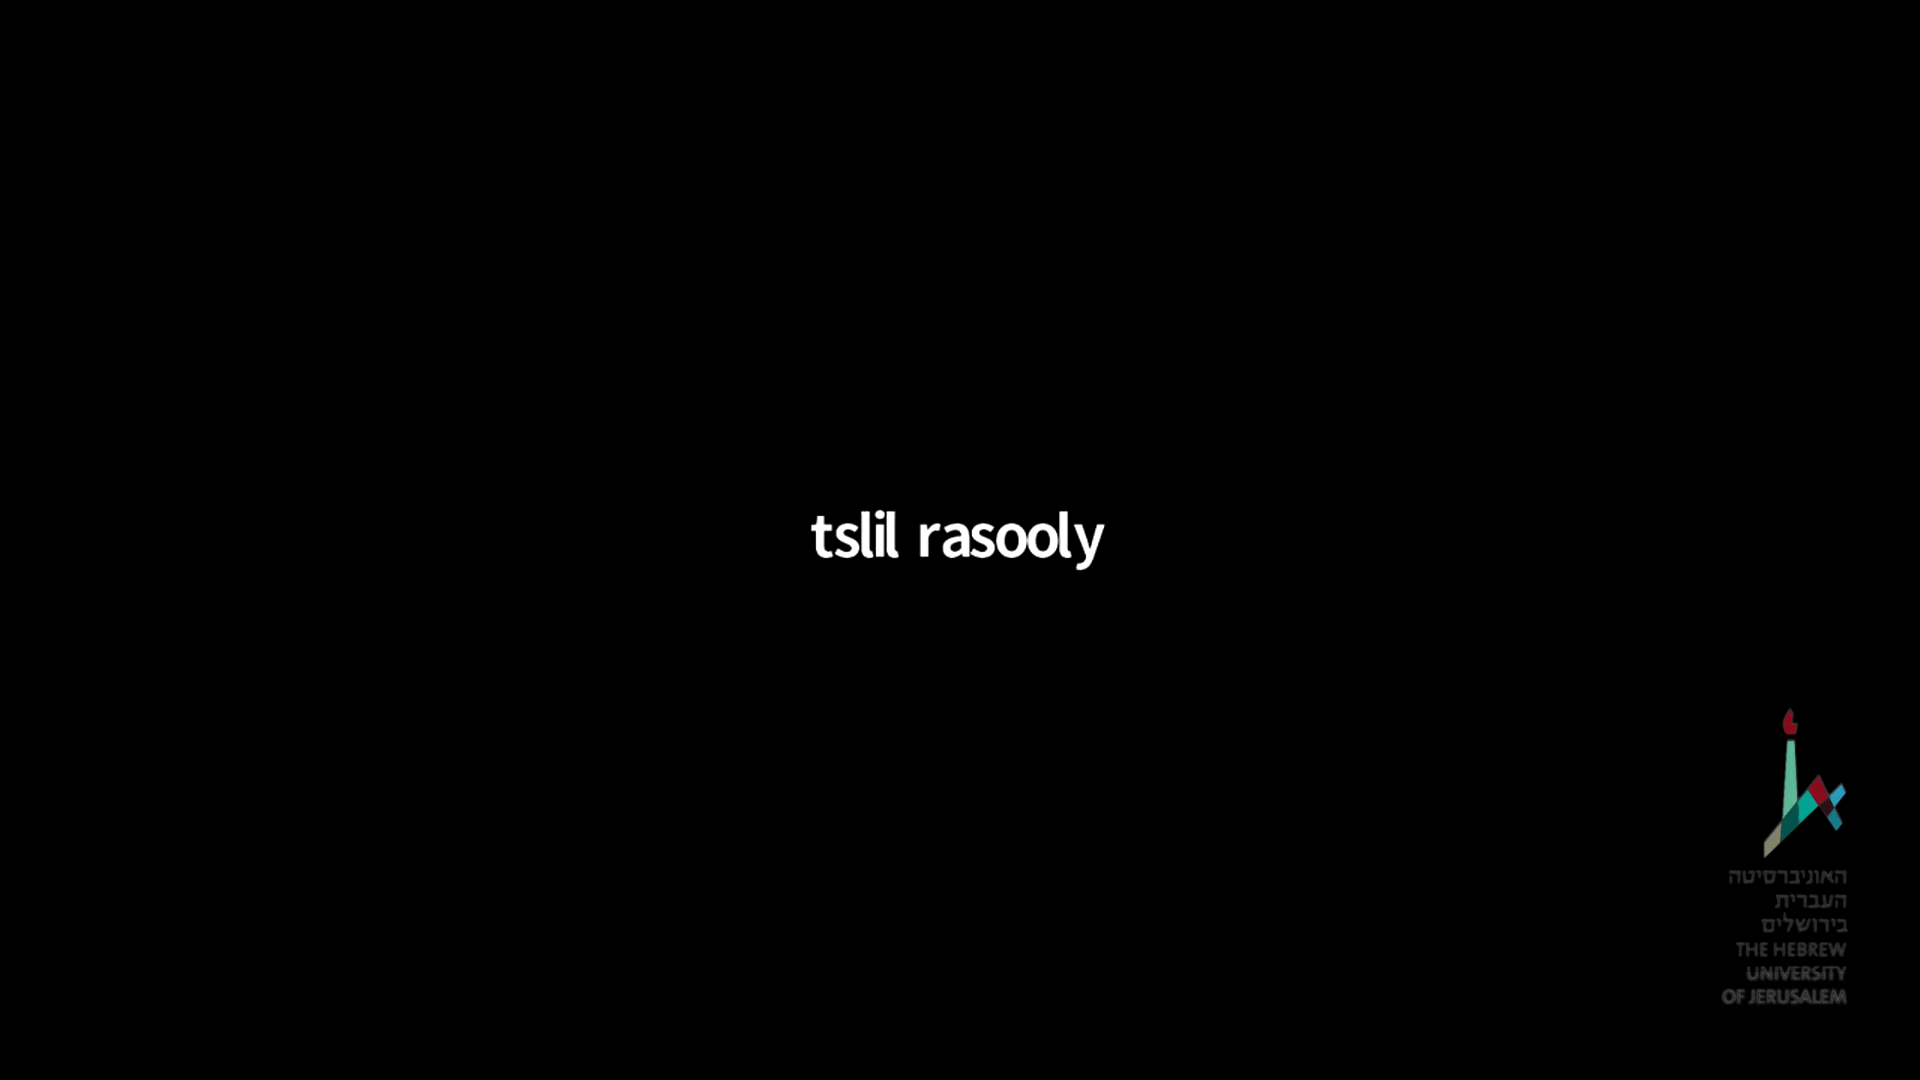 tslil rasooly
האוניברסיטה
העברית
בירושלים
THE HEBREW
UNIVERSITY
OF JERUSALEM